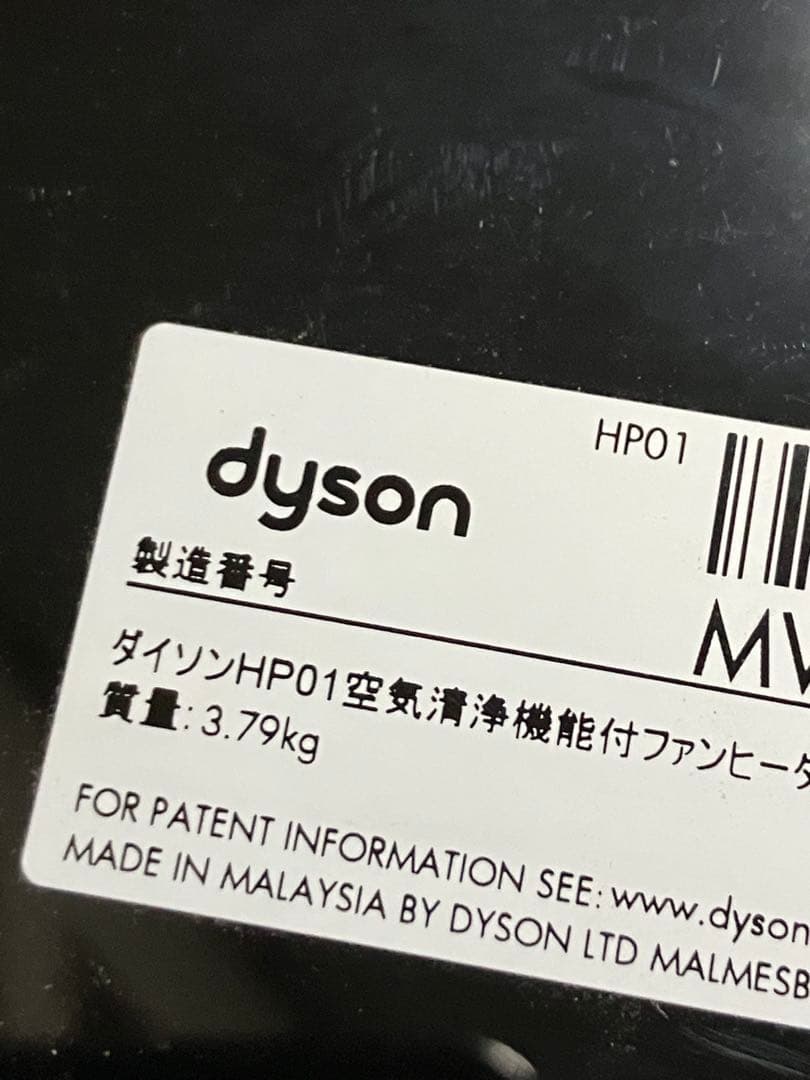 HP01
dyson
製造番号
MV
ダイソンHP01空気清浄機能付ファンヒータ
質量: 3.79kg
FOR PATENT INFORMATION SEE: www.dyson
MADE IN MALAYSIA BY DYSON LTD MALMESB